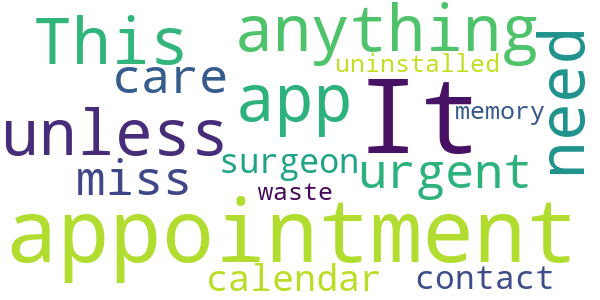 This anything
uninstalled
care app It need
memory
unless
surgeon urgent
miss
waste
appointment
calendar contact